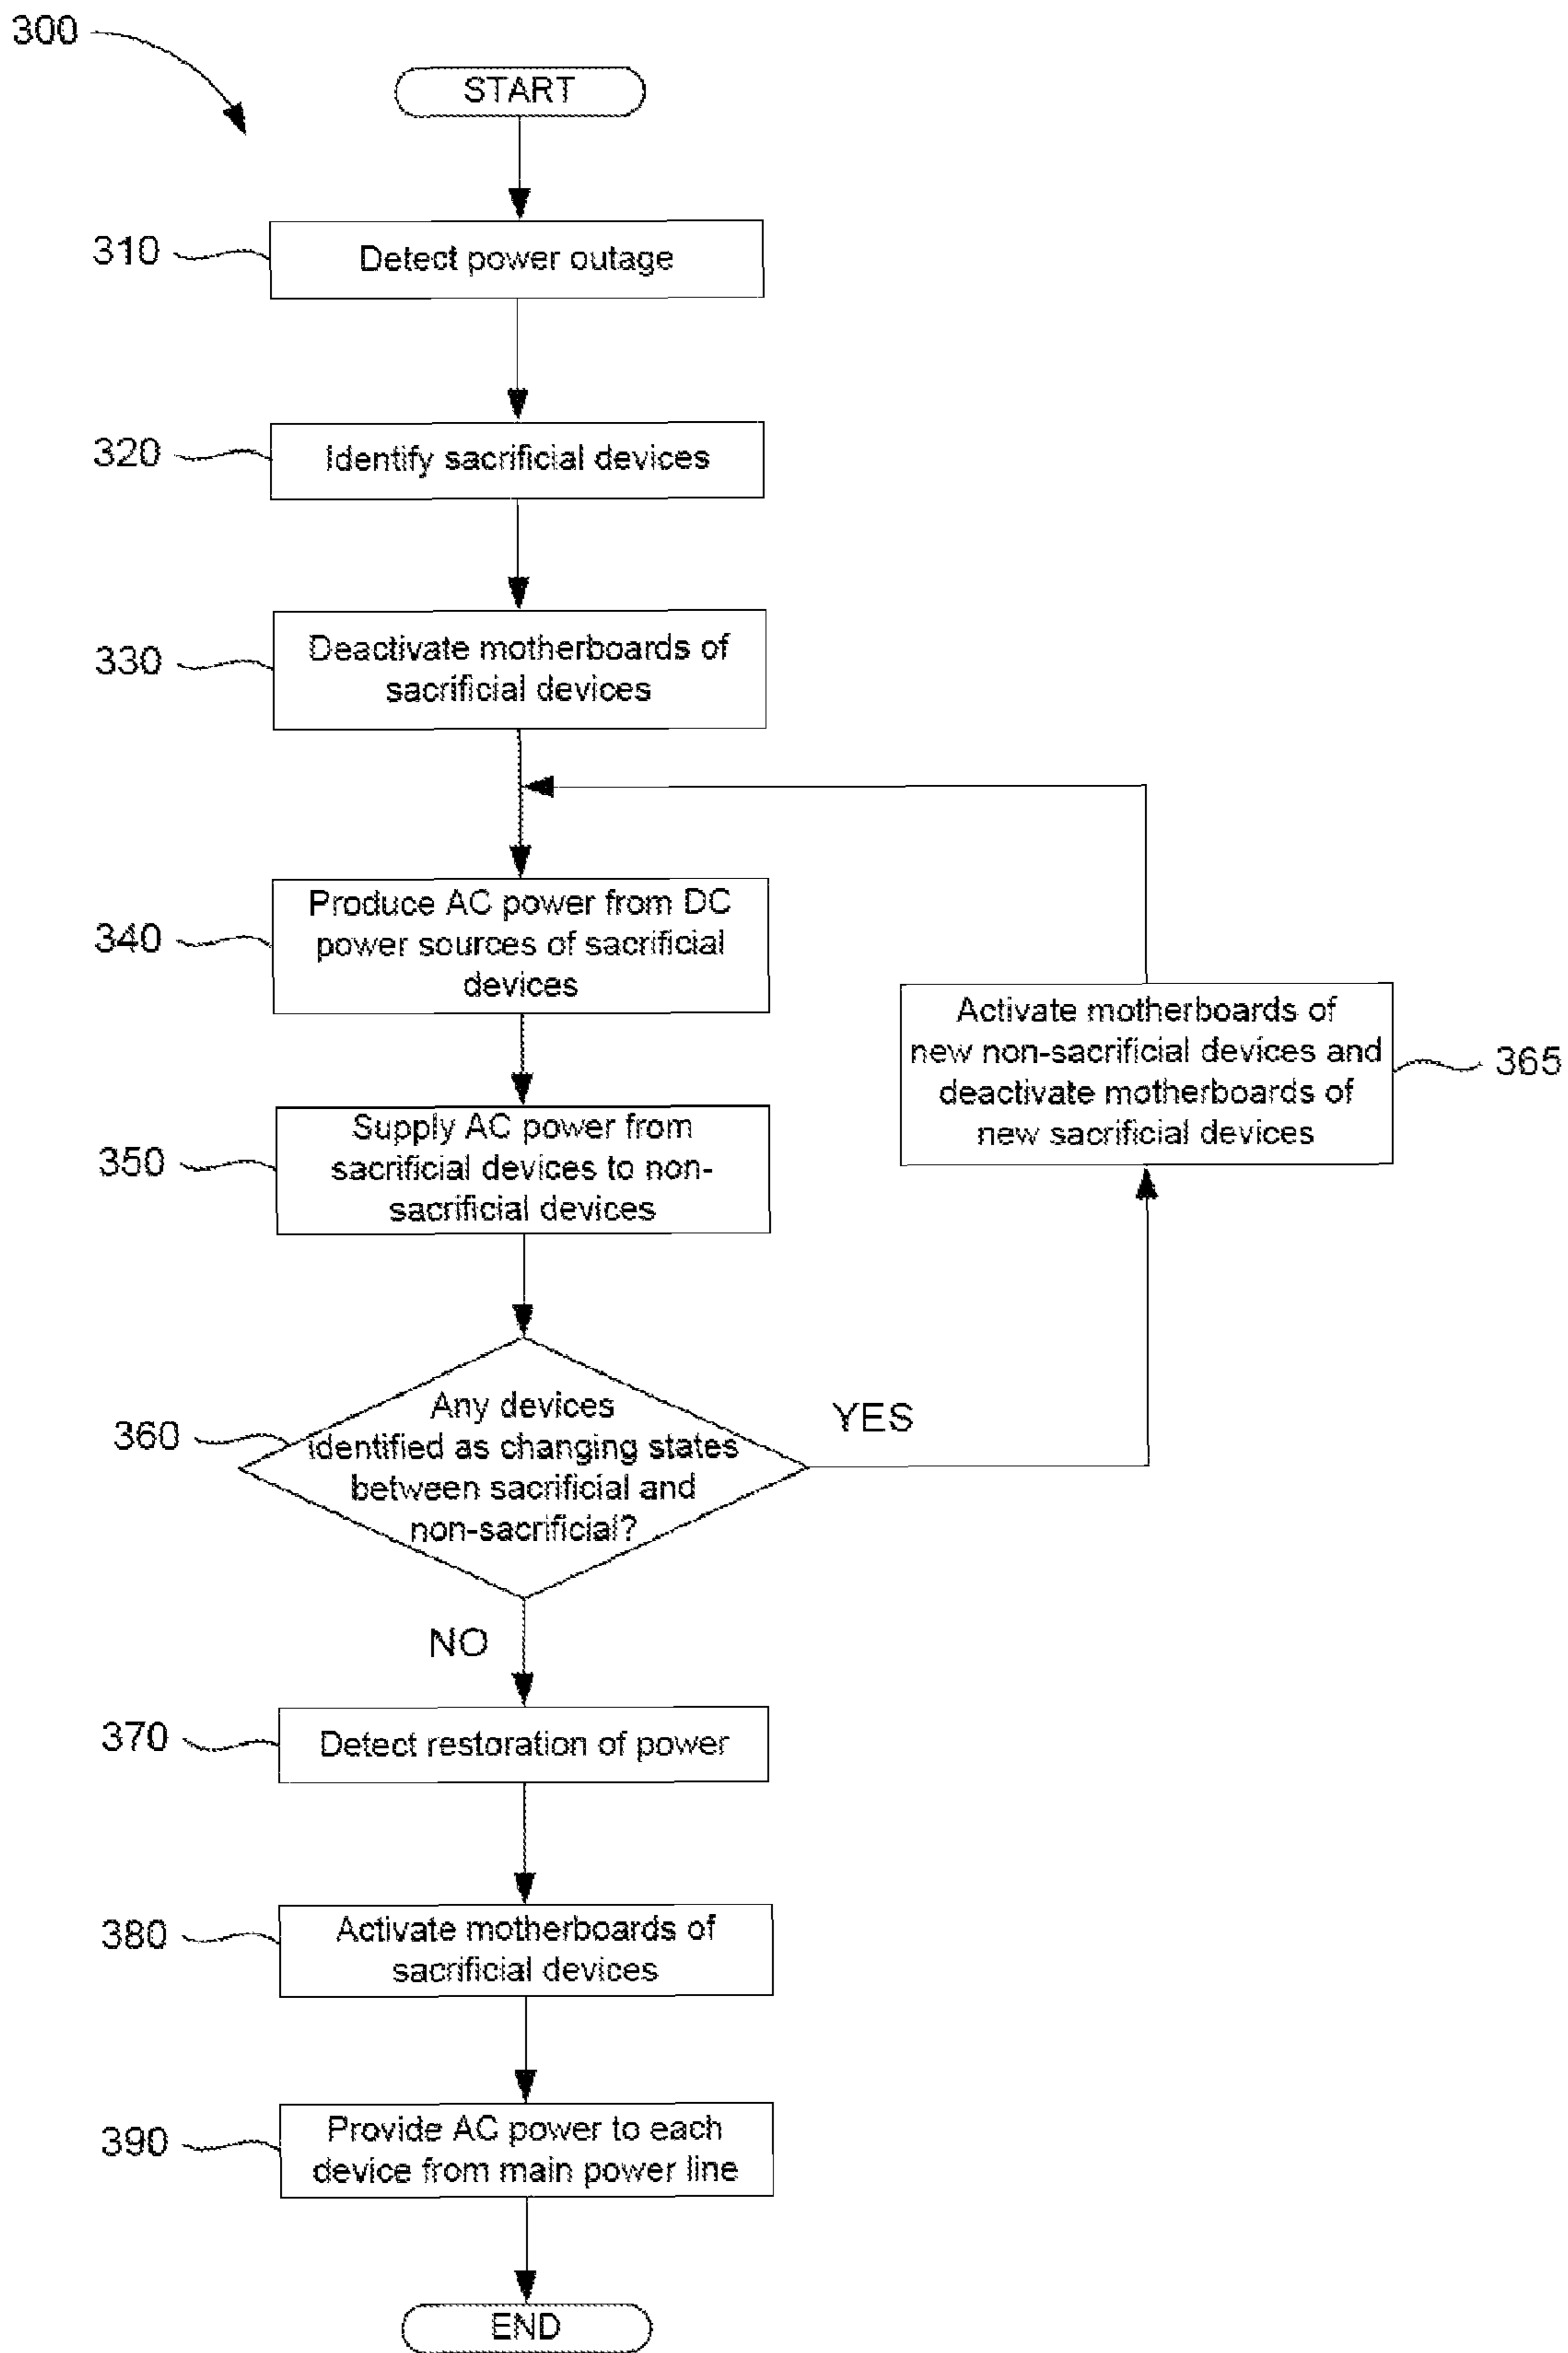 300
START
310
Detect power outage
320
Identify sacrificial devices
330
Deactivate motherboards of
sacrificial devices
340
Produce AC power from DC
power sources of sacrificial
devices
350
Supply AC power from
sacrificial devices to non-
sacrificial devices
360
Any devices
identified as changing states
between sacrificial and
non-sacrificial?
YES
Activate motherboards of
new non-sacrificial devices and
deactivate motherboards of
new sacrificial devices
365
NO
370
Detect restoration of power
380
Activate motherboards of
sacrificial devices
390
Provide AC power to each
device from main power line
END